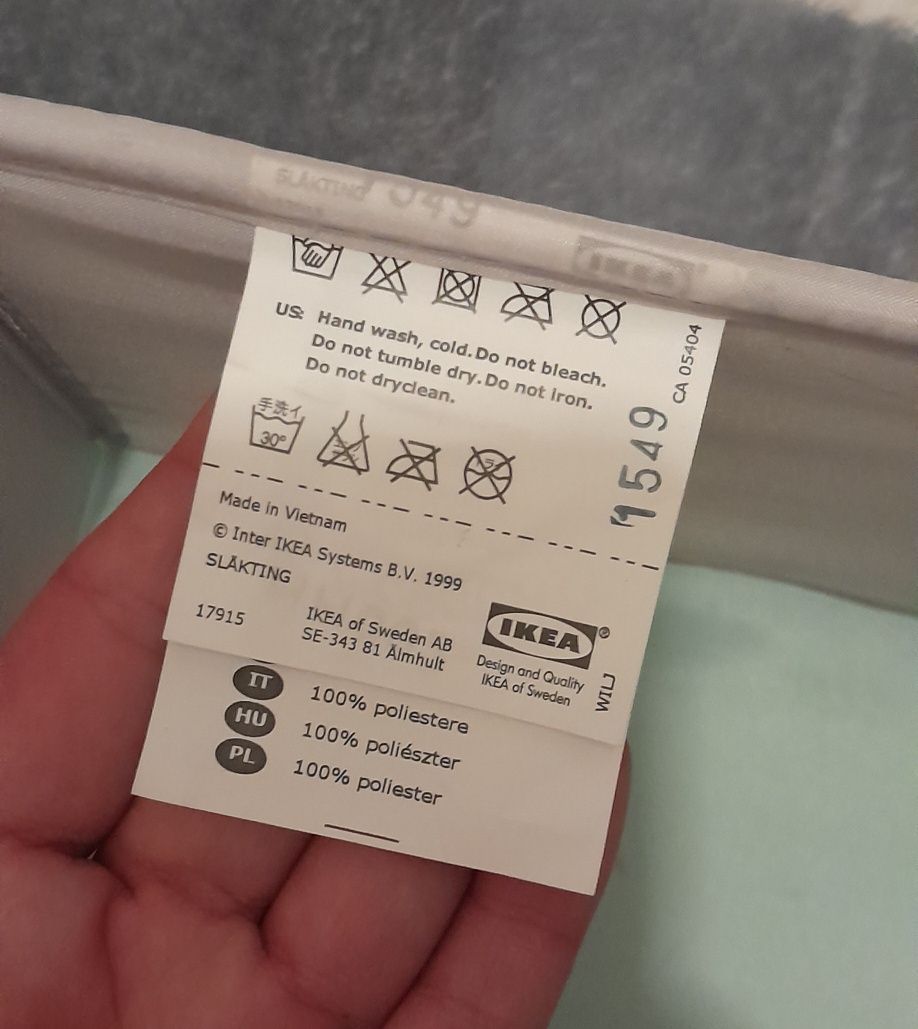 SLÄKTING 549
IKEA
US: Hand wash, cold. Do not bleach.
Do not tumble dry. Do not iron.
Do not dryclean.
CA 05404
1549
手洗イ
30°
Made in Vietnam
© Inter IKEA Systems B.V. 1999
SLÄKTING
17915
IKEA of Sweden AB
SE-343 81 Älmhult
IKEA®
Design and Quality
IKEA of Sweden
WILJ
IT 100% poliestere
HU 100% poliészter
PL 100% poliester